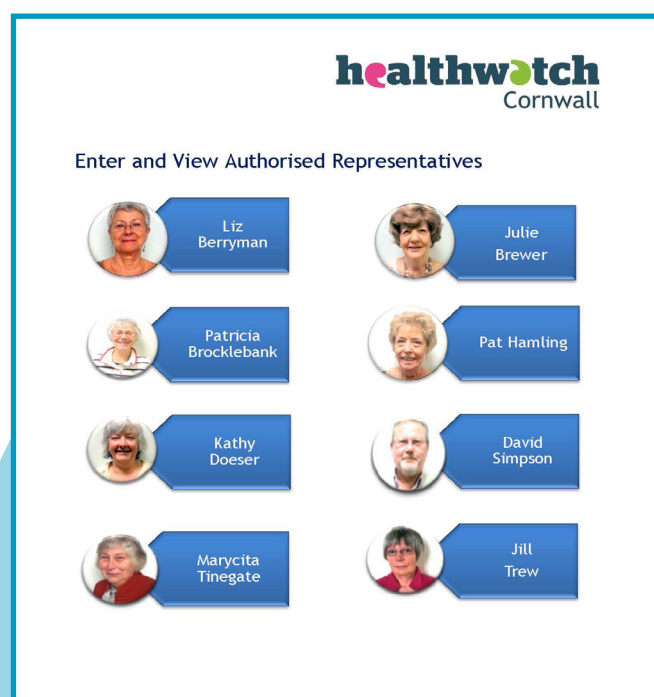 healthwatch
Cornwall
Enter and View Authorised Representatives
Liz
Berryman
Julie
Brewer
Patricia
Brocklebank
Pat Hamling
Kathy
Doeser
David
Simpson
Marycita
Tinegate
Jill
Trew